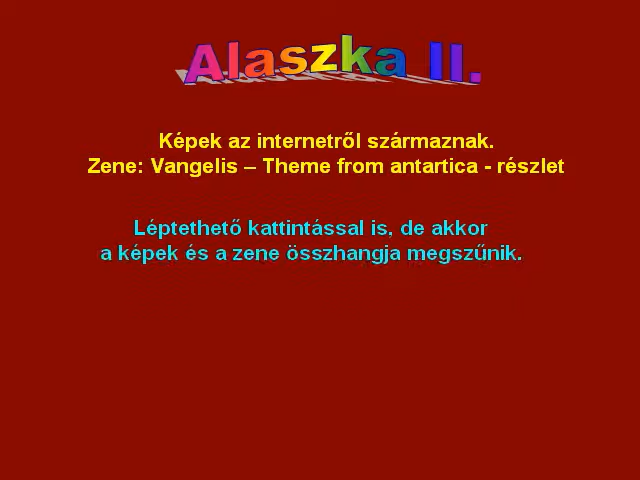 Alaszka II.
Képek az internetről származnak.
Zene: Vangelis – Theme from antartica - részlet
Léptethető kattintással is, de akkor
a képek és a zene összhangja megszűnik.